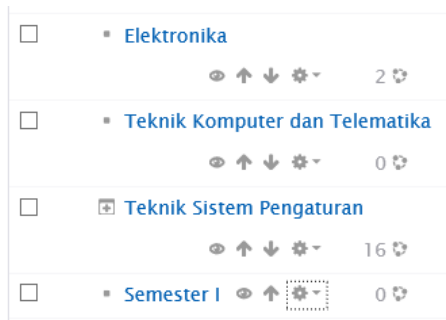 Elektronika
2
Teknik Komputer dan Telematika
0
Teknik Sistem Pengaturan
16
Semester I 0